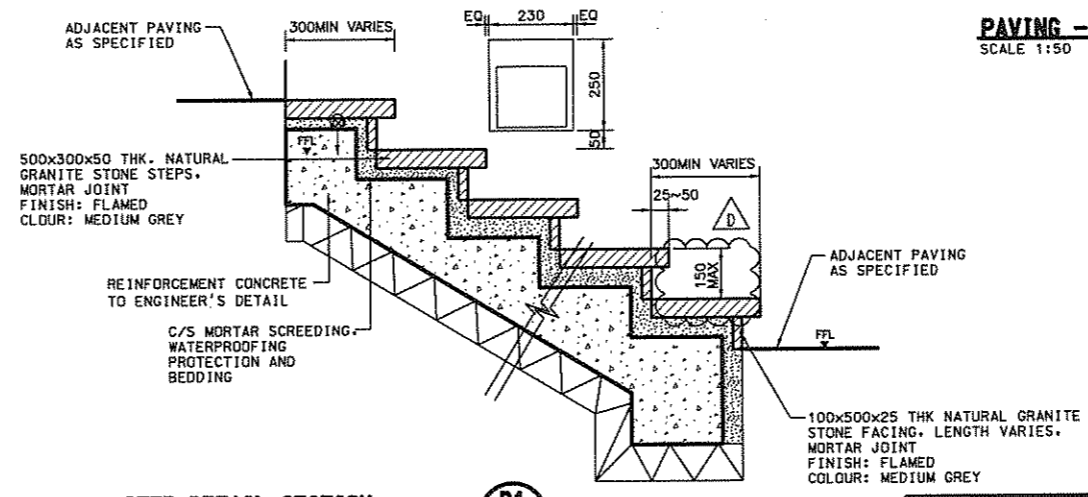 ADJACENT PAVING
AS SPECIFIED
300MIN VARIES
EQ 230 EQ
250
50
PAVING -
SCALE 1:50
FFL
500x300x50 THK. NATURAL
GRANITE STONE STEPS.
MORTAR JOINT
FINISH: FLAMED
CLOUR: MEDIUM GREY
300MIN VARIES
25~50
D
150
MAX
ADJACENT PAVING
AS SPECIFIED
FFL
REINFORCEMENT CONCRETE
TO ENGINEER'S DETAIL
C/S MORTAR SCREEDING.
WATERPROOFING
PROTECTION AND
BEDDING
100x500x25 THK NATURAL GRANITE
STONE FACING. LENGTH VARIES.
MORTAR JOINT
FINISH: FLAMED
COLOUR: MEDIUM GREY